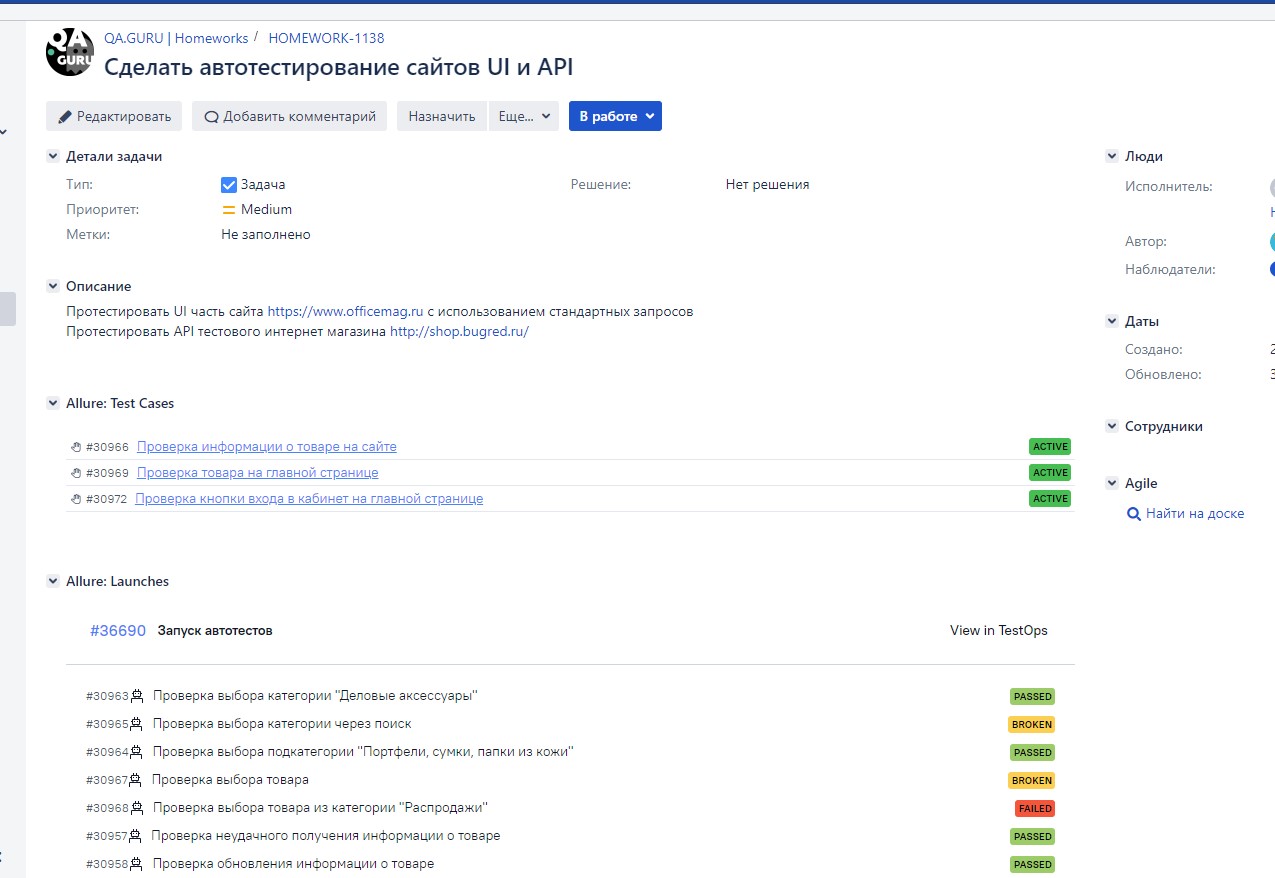 QA GURU
QA.GURU | Homeworks / HOMEWORK-1138
Сделать автотестирование сайтов UI и API
Редактировать Добавить комментарий Назначить Еще... В работе
Детали задачи
Тип: Задача Решение: Нет решения
Приоритет: Medium
Метки: Не заполнено
Описание
Протестировать UI часть сайта https://www.officemag.ru с использованием стандартных запросов
Протестировать API тестового интернет магазина http://shop.bugred.ru/
Allure: Test Cases
#30966 Проверка информации о товаре на сайте ACTIVE
#30969 Проверка товара на главной странице ACTIVE
#30972 Проверка кнопки входа в кабинет на главной странице ACTIVE
Allure: Launches
#36690 Запуск автотестов View in TestOps
#30963 Проверка выбора категории "Деловые аксессуары" PASSED
#30965 Проверка выбора категории через поиск BROKEN
#30964 Проверка выбора подкатегории "Портфели, сумки, папки из кожи" PASSED
#30967 Проверка выбора товара BROKEN
#30968 Проверка выбора товара из категории "Распродажи" FAILED
#30957 Проверка неудачного получения информации о товаре PASSED
#30958 Проверка обновления информации о товаре PASSED
Люди
Исполнитель:
Автор:
Наблюдатели:
Даты
Создано:
Обновлено:
Сотрудники
Agile
Найти на доске